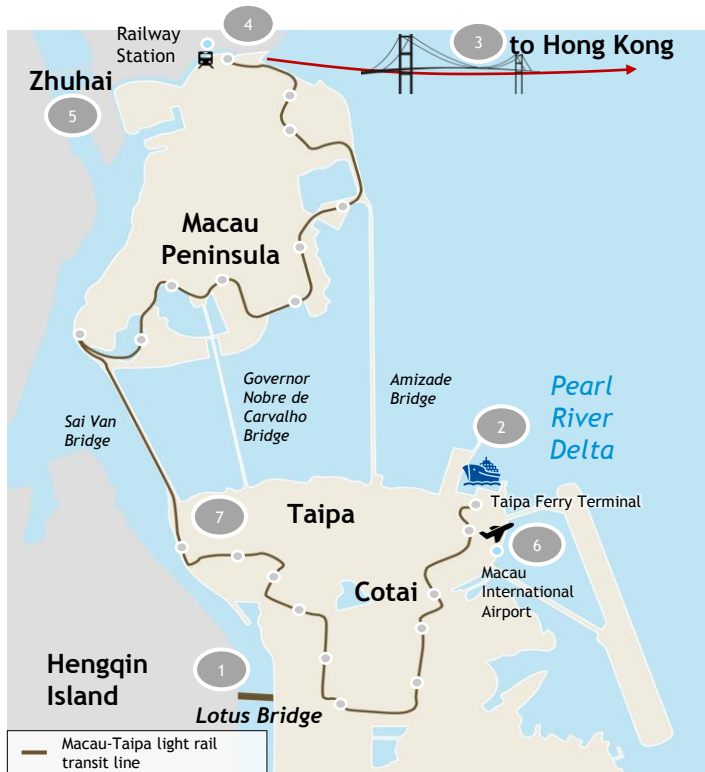 4
Railway
Station
3
to Hong Kong
Zhuhai
5
Macau
Peninsula
Governor
Nobre de
Carvalho
Bridge
Amizade
Bridge
Pearl
River
Delta
Sai Van
Bridge
2
Taipa Ferry Terminal
7
Taipa
6
Macau
International
Airport
Cotai
1
Hengqin
Island
Lotus Bridge
Macau-Taipa light rail
transit line